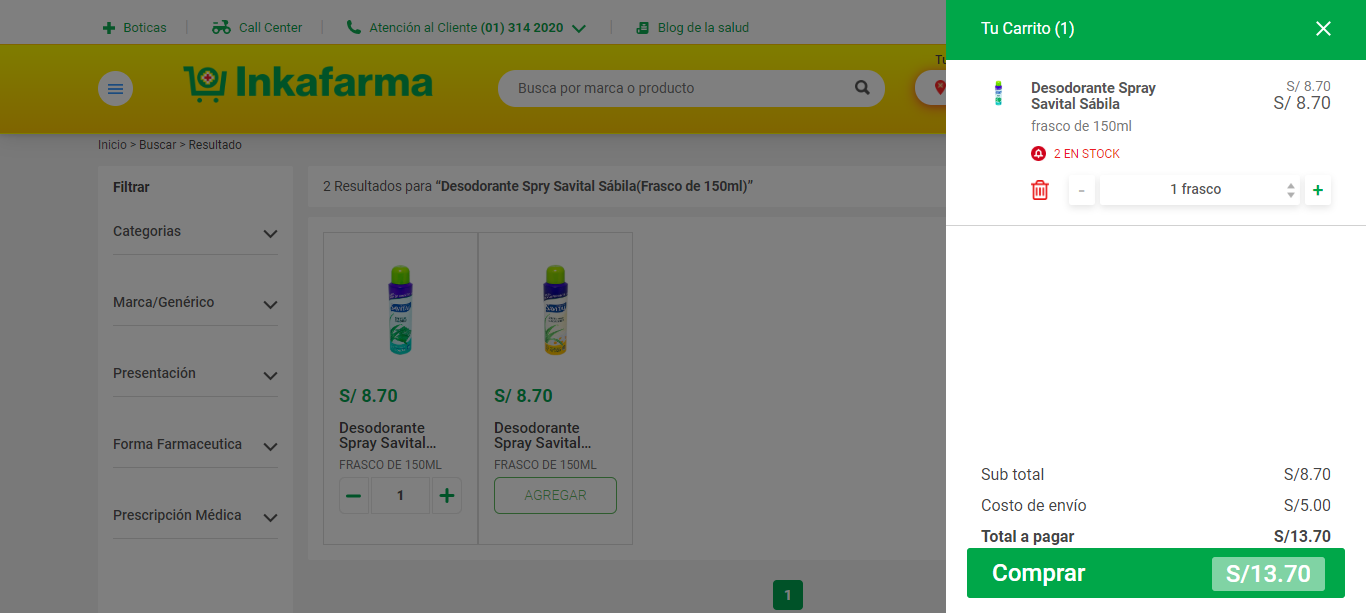 Boticas
Call Center
Atención al Cliente (01) 314 2020
Blog de la salud
Inkafarma
Busca por marca o producto
Tu
Inicio > Buscar > Resultado
Filtrar
Categorias
Marca/Genérico
Presentación
Forma Farmaceutica
Prescripción Médica
2 Resultados para “Desodorante Spry Savital Sábila(Frasco de 150ml)”
S/ 8.70
Desodorante
Spray Savital...
FRASCO DE 150ML
1
S/ 8.70
Desodorante
Spray Savital...
FRASCO DE 150ML
AGREGAR
1
Tu Carrito (1)
Desodorante Spray
Savital Sábila
S/ 8.70
S/ 8.70
frasco de 150ml
2 EN STOCK
- 1 frasco +
Sub total S/8.70
Costo de envío S/5.00
Total a pagar S/13.70
Comprar S/13.70